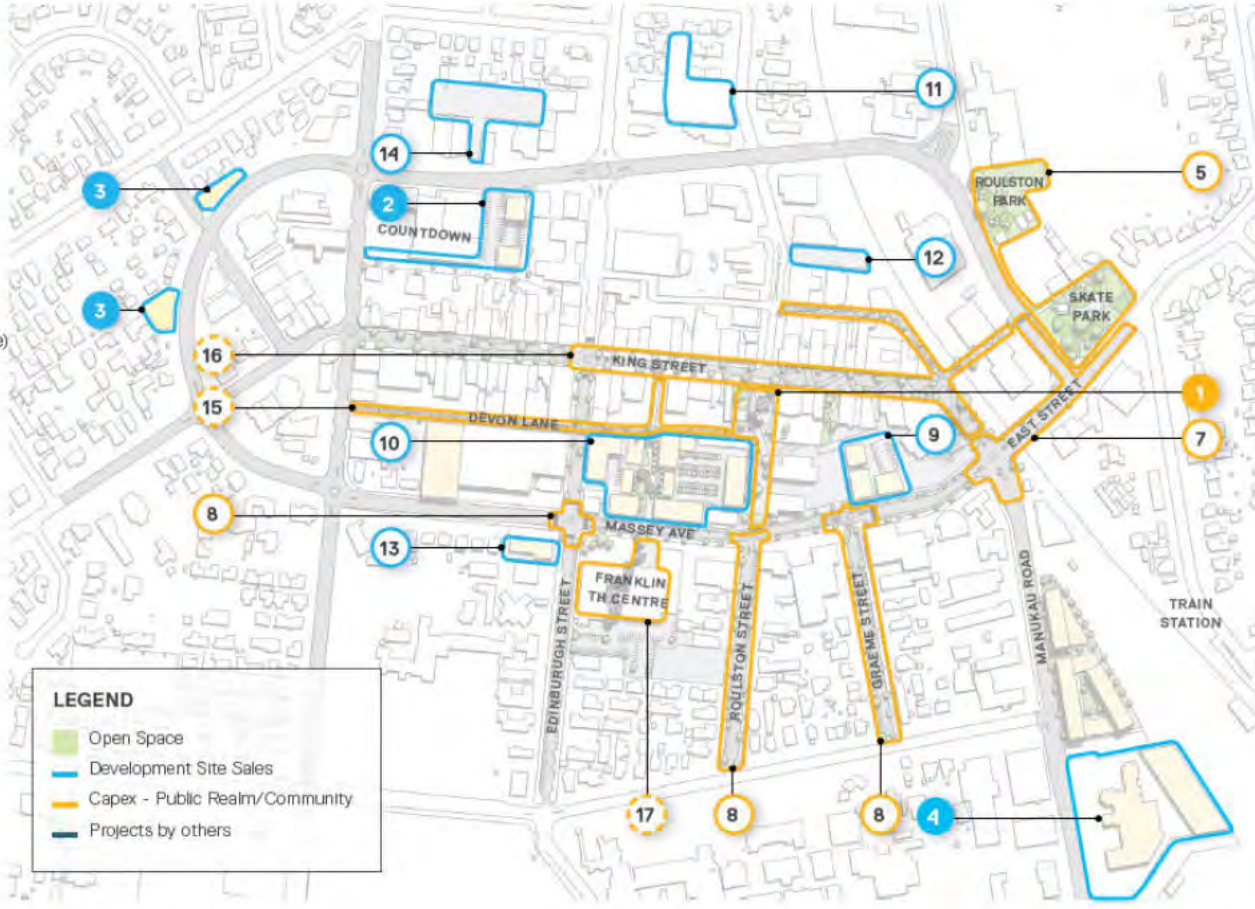 11
14
3
5
ROULSTON
PARK
2
COUNTDOWN
12
3
SKATE
PARK
e)
16
KING STREET
1
15
DEVON LANE
EAST STREET
10
9
7
8
MASSEY AVE
13
FRANKLIN
TH CENTRE
EDINBURUGH STREET
ROULSTON STREET
GRAEME STREET
MANUKAU ROAD
TRAIN
STATION
LEGEND
Open Space
Development Site Sales
Capex - Public Realm/Community
Projects by others
17
8
8
4